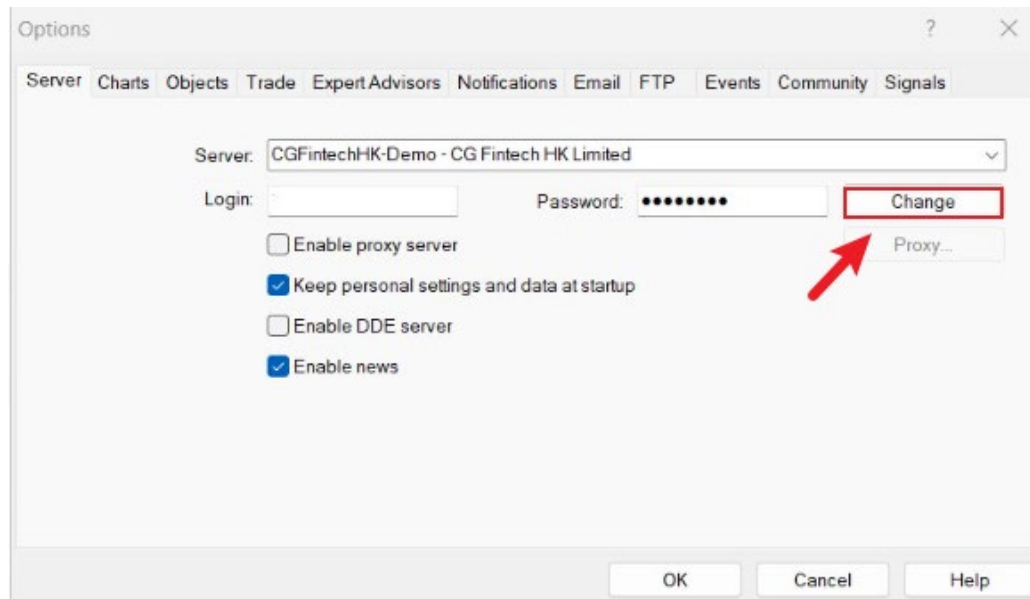 Options
Server Charts Objects Trade Expert Advisors Notifications Email FTP Events Community Signals
Server: CGFintechHK-Demo - CG Fintech HK Limited
Login: Password: ●●●●●●●● Change
Enable proxy server Proxy...
Keep personal settings and data at startup
Enable DDE server
Enable news
OK Cancel Help